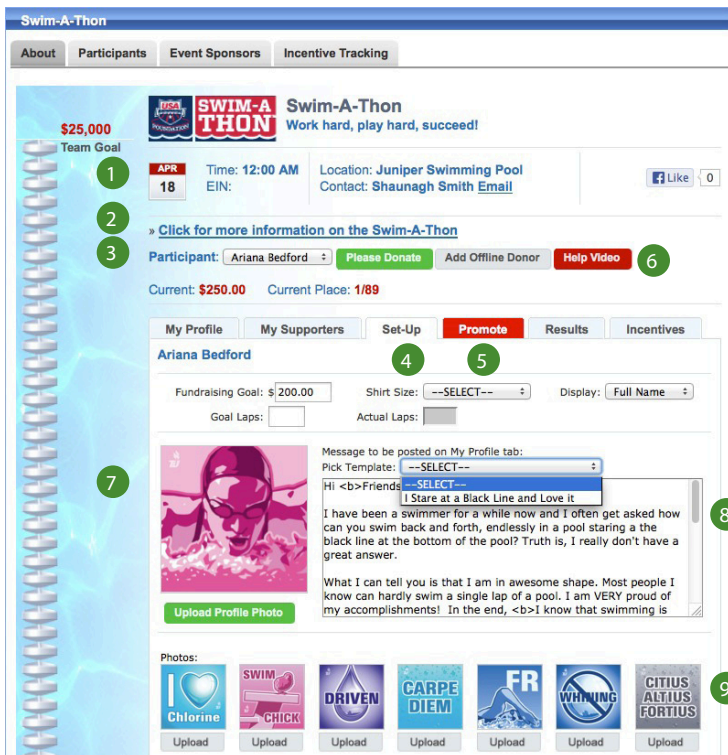 Swim-A-Thon
About Participants Event Sponsors Incentive Tracking
USA
FOUNDATION
SWIM-A
THON
Swim-A-Thon
Work hard, play hard, succeed!
$25,000
Team Goal
1
APR
18
Time: 12:00 AM
EIN:
Location: Juniper Swimming Pool
Contact: Shaunagh Smith Email
Like 0
2
» Click for more information on the Swim-A-Thon
3
Participant: Ariana Bedford Please Donate Add Offline Donor Help Video 6
Current: $250.00 Current Place: 1/89
My Profile My Supporters Set-Up Promote Results Incentives
Ariana Bedford 4 5
Fundraising Goal: $ 200.00 Shirt Size: --SELECT-- Display: Full Name
Goal Laps: Actual Laps:
7
Message to be posted on My Profile tab:
Pick Template: --SELECT--
--SELECT--
I Stare at a Black Line and Love it
Hi <b>Friends
8
I have been a swimmer for a while now and I often get asked how
can you swim back and forth, endlessly in a pool staring a the
black line at the bottom of the pool? Truth is, I really don't have a
great answer.
What I can tell you is that I am in awesome shape. Most people I
know can hardly swim a single lap of a pool. I am VERY proud of
my accomplishments! In the end, <b>I know that swimming is
Upload Profile Photo
Photos:
I
Chlorine
SWIM
CHICK
DRIVEN
CARPE
DIEM
FR
WHINING
CITIUS
ALTIUS
FORTIUS
9
Upload Upload Upload Upload Upload Upload Upload